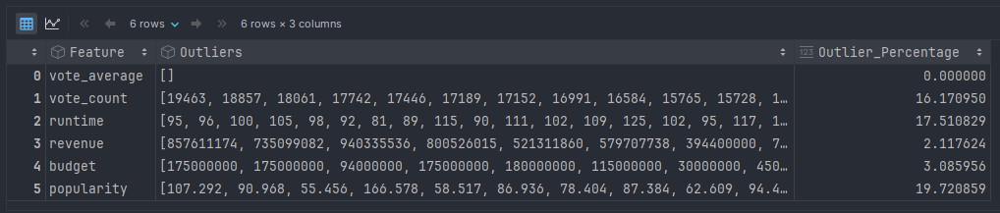 6 rows 6 rows × 3 columns
Feature Outliers 123 Outlier_Percentage
0 vote_average [] 0.000000
1 vote_count [19463, 18857, 18061, 17742, 17446, 17189, 17152, 16991, 16584, 15765, 15728, 1… 16.170950
2 runtime [95, 96, 100, 105, 98, 92, 81, 89, 115, 90, 111, 102, 109, 125, 102, 95, 117, 1… 17.510829
3 revenue [857611174, 735099082, 940335536, 800526015, 521311860, 579707738, 394400000, 7… 2.117624
4 budget [175000000, 175000000, 94000000, 175000000, 180000000, 115000000, 30000000, 450… 3.085956
5 popularity [107.292, 90.968, 55.456, 166.578, 58.517, 86.936, 78.404, 87.384, 62.609, 94.4… 19.720859